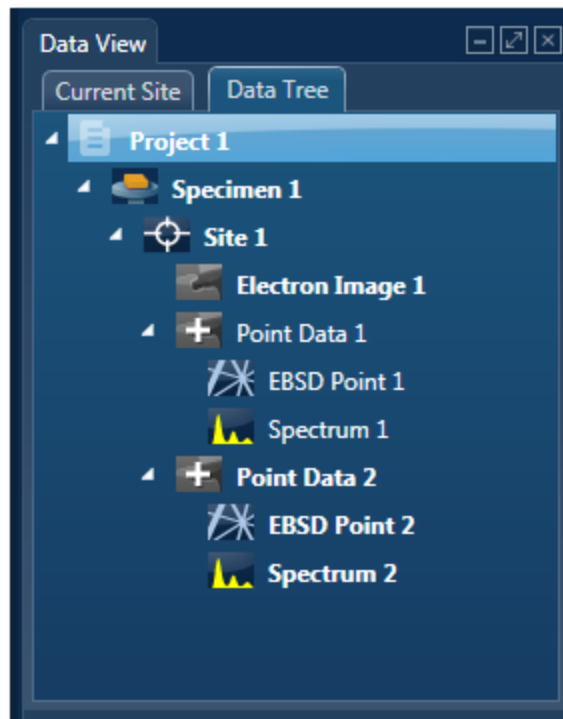 Data View
Current Site
Data Tree
Project 1
Specimen 1
Site 1
Electron Image 1
Point Data 1
EBSD Point 1
Spectrum 1
Point Data 2
EBSD Point 2
Spectrum 2